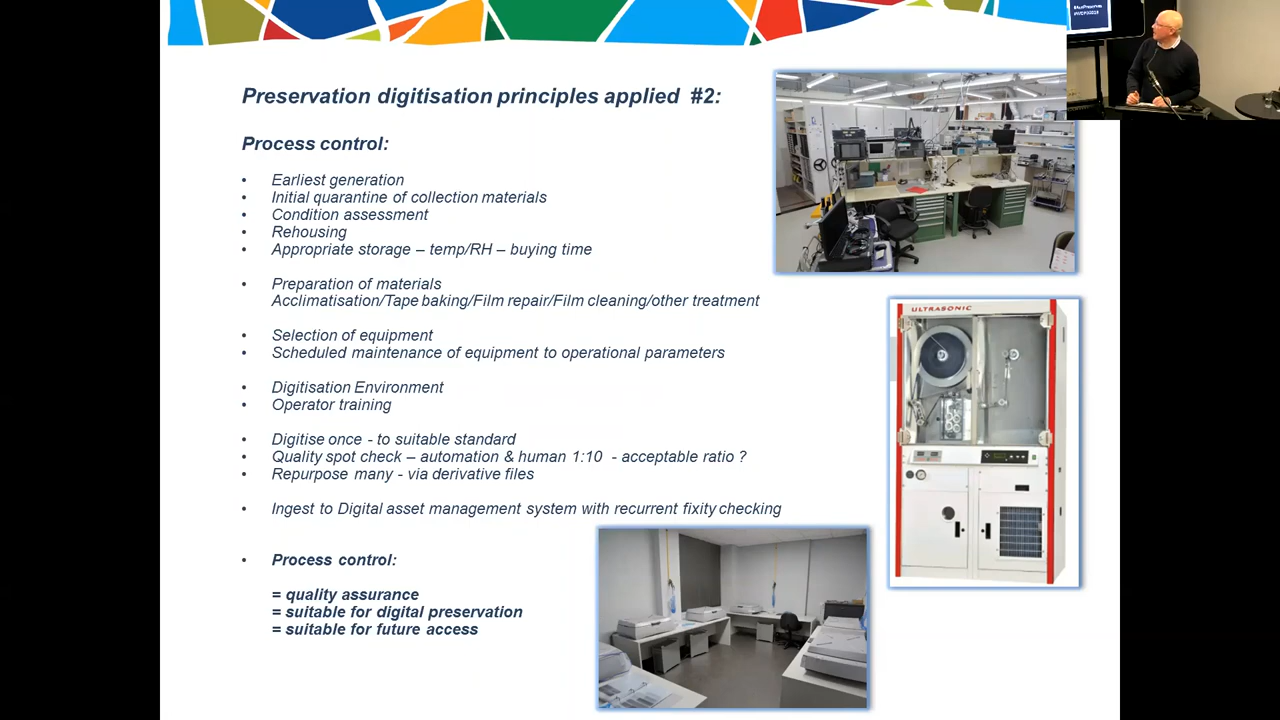 Preservation digitisation principles applied #2:
Process control:
• Earliest generation
• Initial quarantine of collection materials
• Condition assessment
• Rehousing
• Appropriate storage – temp/RH – buying time
• Preparation of materials
Acclimatisation/Tape baking/Film repair/Film cleaning/other treatment
• Selection of equipment
• Scheduled maintenance of equipment to operational parameters
• Digitisation Environment
• Operator training
• Digitise once - to suitable standard
• Quality spot check – automation & human 1:10 - acceptable ratio ?
• Repurpose many - via derivative files
• Ingest to Digital asset management system with recurrent fixity checking
• Process control:
= quality assurance
= suitable for digital preservation
= suitable for future access
ULTRASONIC